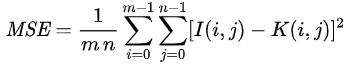 MSE = \frac{1}{m\,n} \sum_{i=0}^{m-1} \sum_{j=0}^{n-1} [I(i,j) - K(i,j)]^2